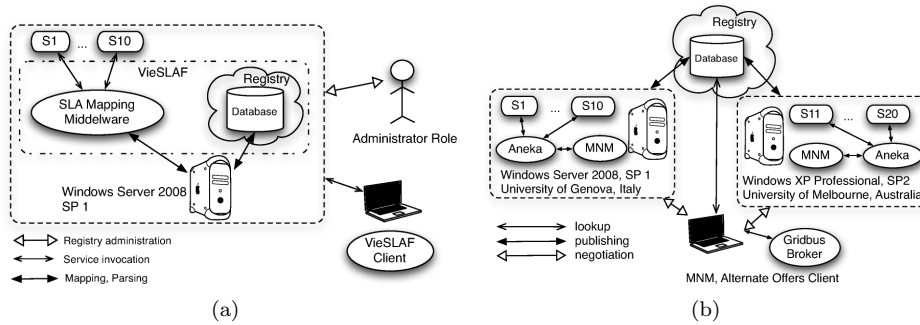 S1 ... S10
VieSLAF
Registry
SLA Mapping
Middelware
Database
Administrator Role
Windows Server 2008
SP 1
Registry administration
Service invocation
Mapping, Parsing
VieSLAF
Client
(a)
Registry
Database
S1 ... S10
Aneka
MNM
Windows Server 2008, SP 1
University of Genova, Italy
S11 ... S20
MNM
Aneka
Windows XP Professional, SP2
University of Melbourne, Australia
lookup
publishing
negotiation
Gridbus
Broker
MNM, Alternate Offers Client
(b)